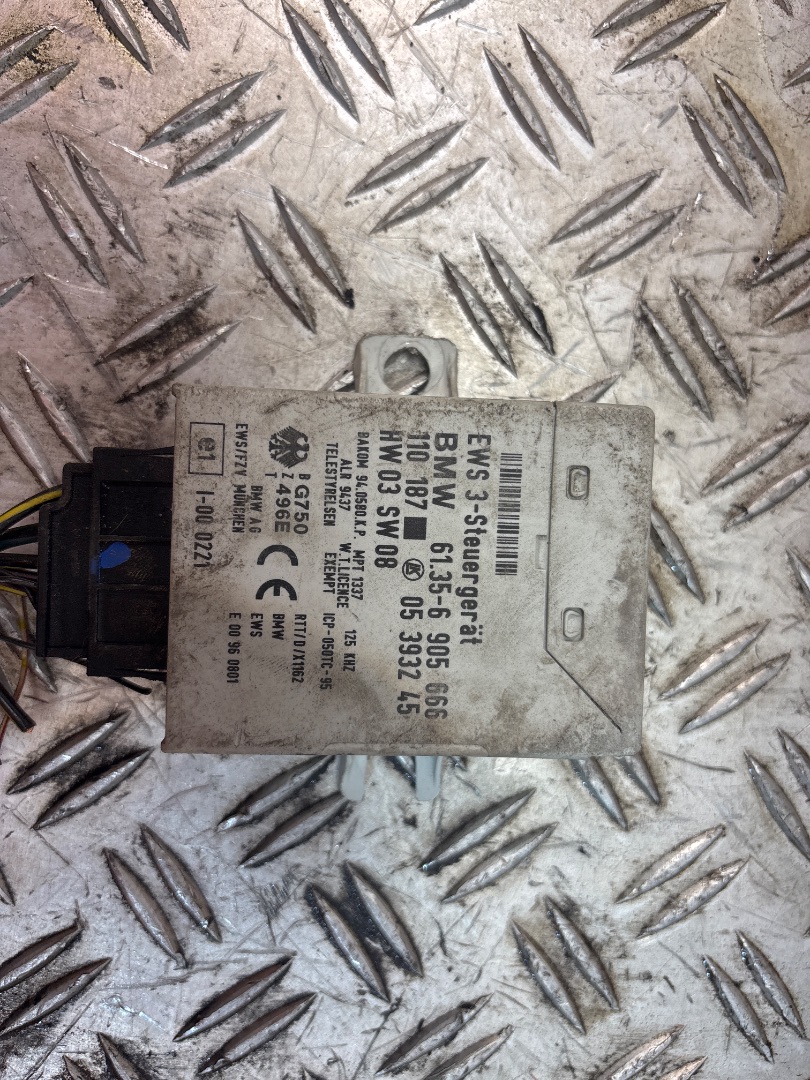 EWS 3-Steuergerät
BMW 61.35-6 905 666
110 187 05 3932 45
HW 03 SW 08
BAKOM 94.0580.K.P. MPT 1337 / 125 KHZ
ALR 9437 W.T.LICENCE
TELESTYRELSEN EXEMPT ICP-050TC-95
B G750 RTT/D/X1162
Z 496E BMW
T
BMW AG EWS
EWS/FZV MÜNCHEN E 00 96 0801
e1 1-00 0221
CE